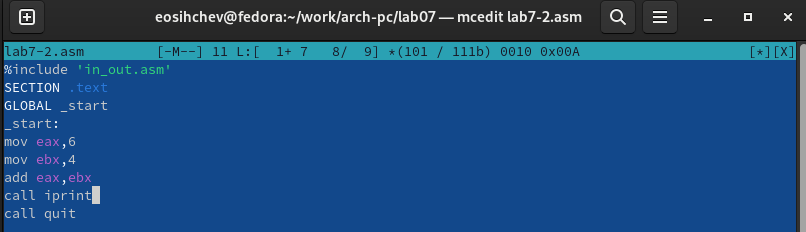 eosihchev@fedora:~/work/arch-pc/lab07 — mcedit lab7-2.asm
lab7-2.asm [-M--] 11 L:[ 1+ 7 8/ 9] *(101 / 111b) 0010 0x00A [*][X]
%include 'in_out.asm'
SECTION .text
GLOBAL _start
_start:
mov eax,6
mov ebx,4
add eax,ebx
call iprint
call quit